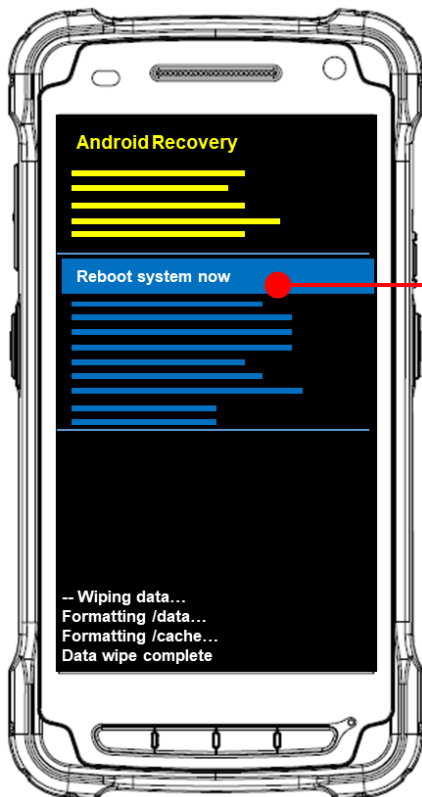 Android Recovery
Reboot system now
-- Wiping data...
Formatting /data...
Formatting /cache...
Data wipe complete